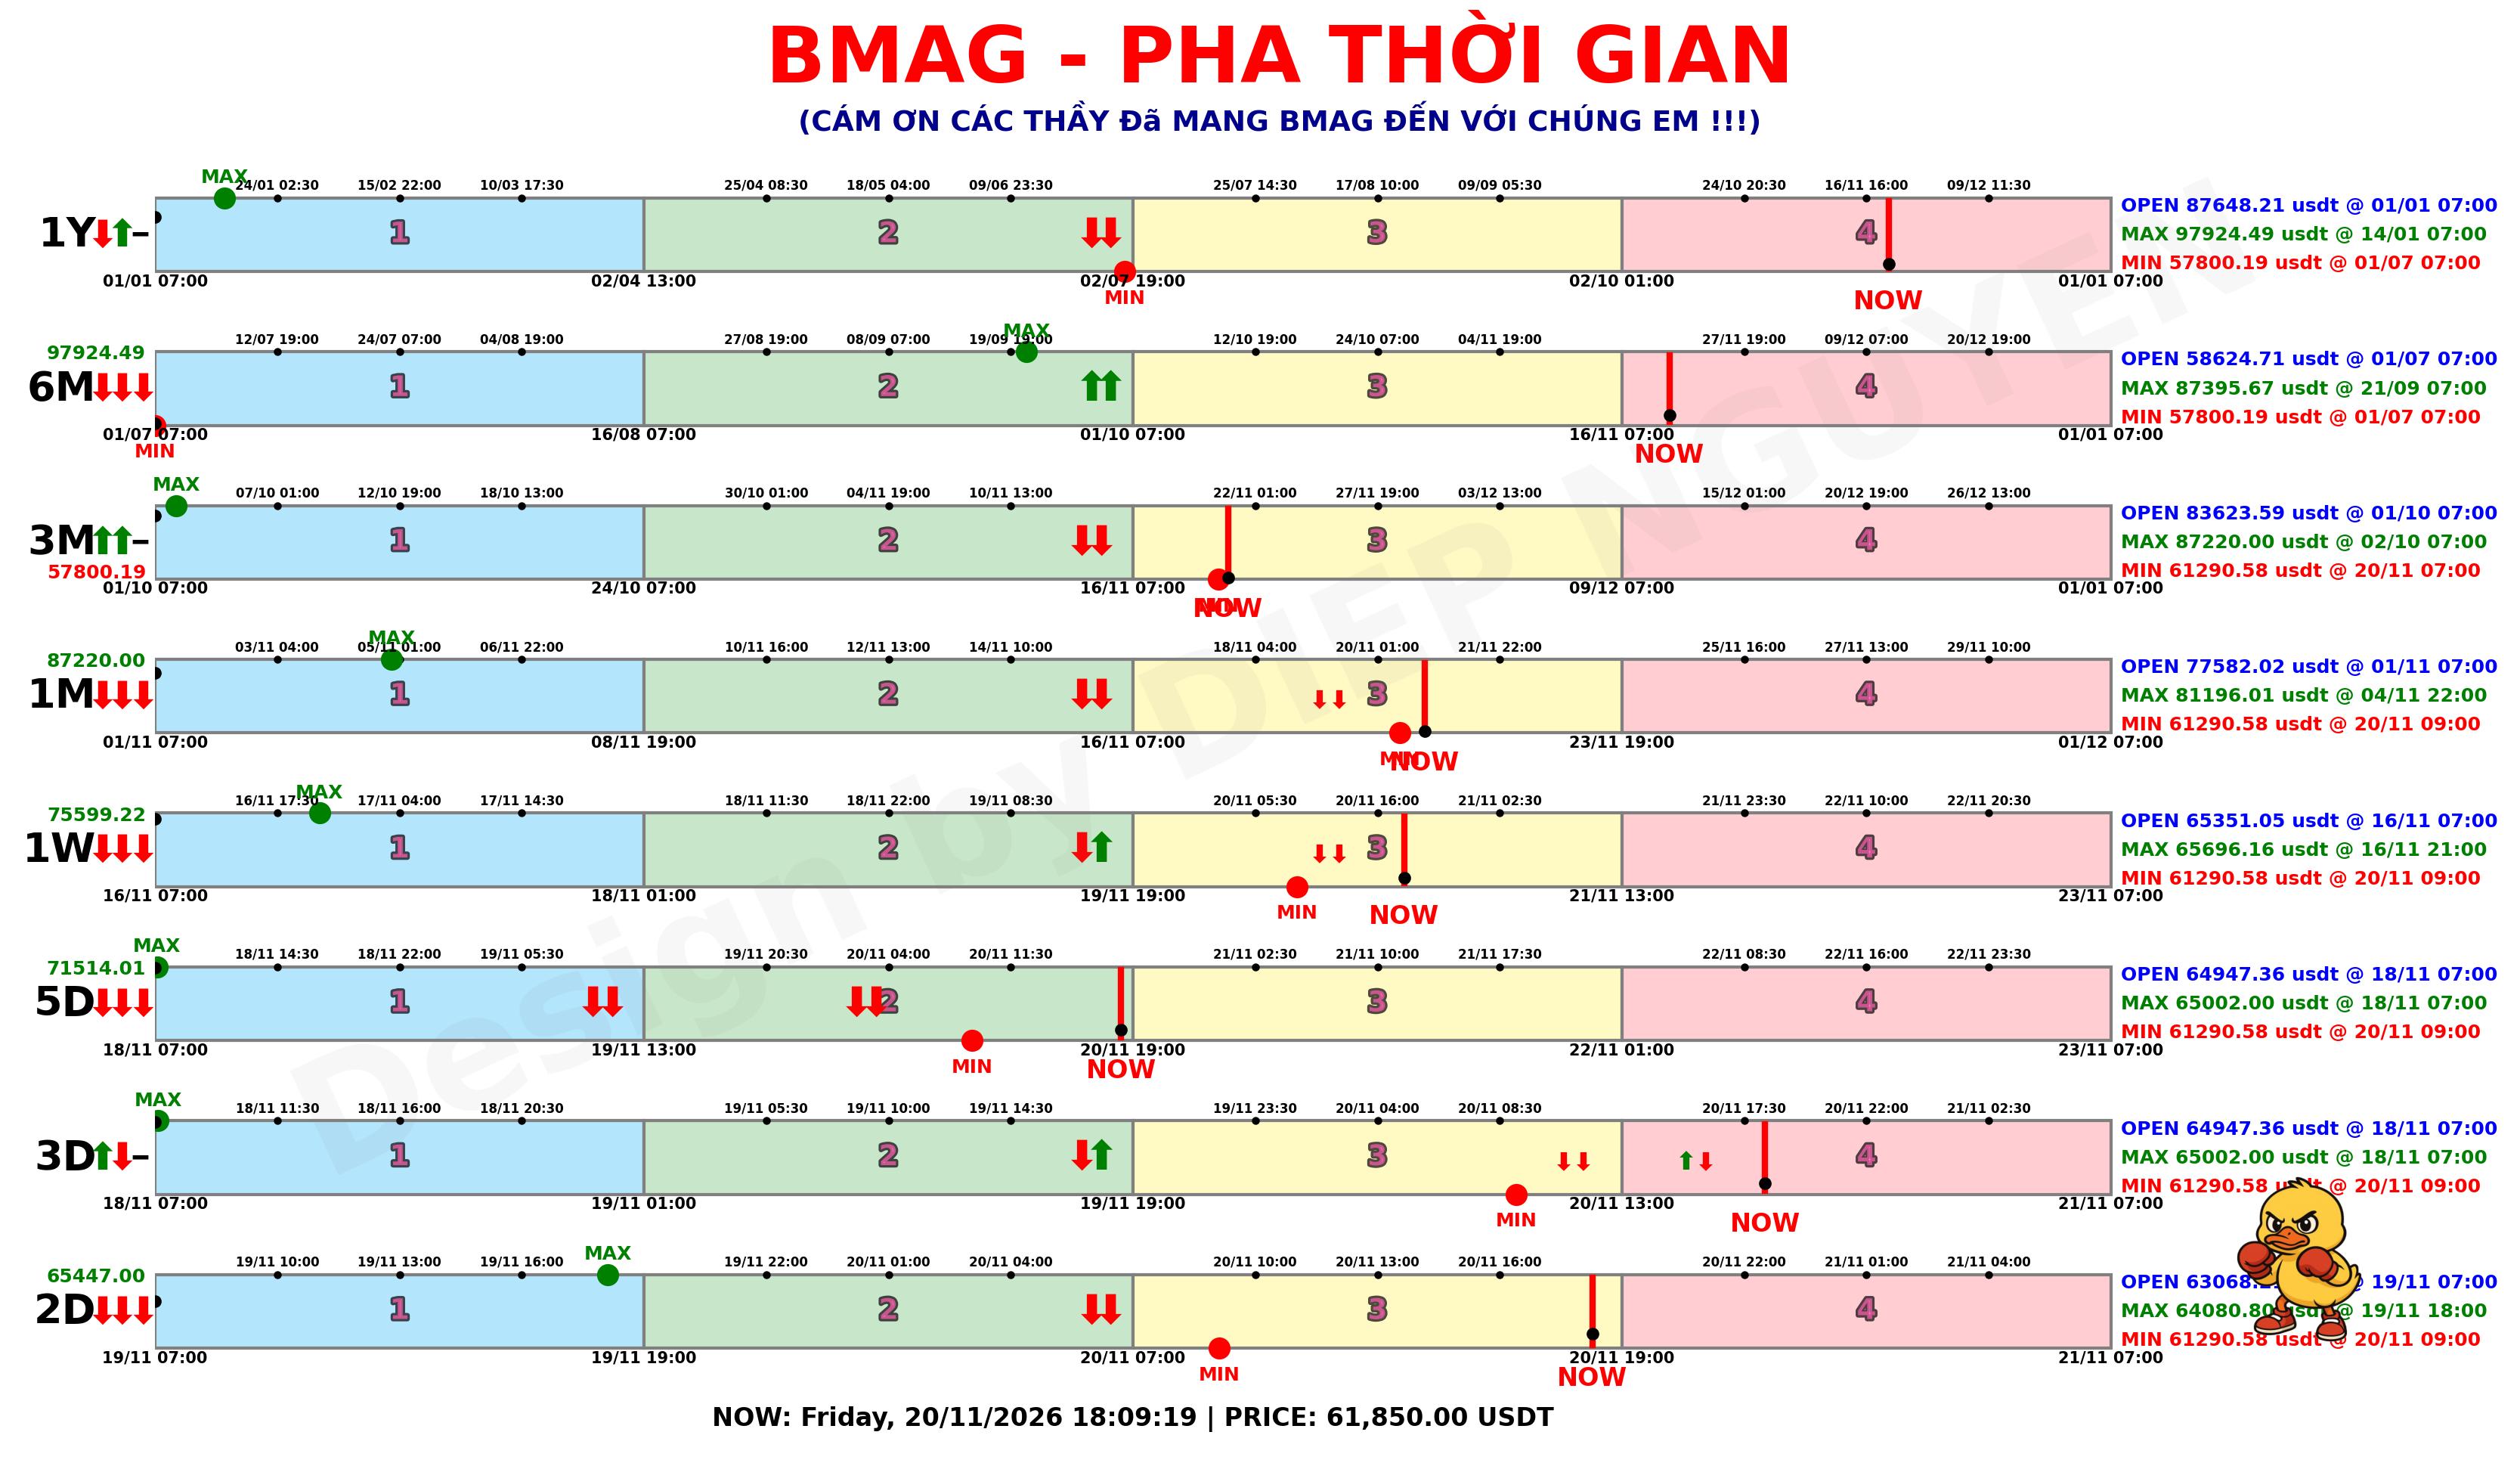 BMAG - PHA THỜI GIAN
(CÁM ƠN CÁC THẦY Đã MANG BMAG ĐẾN VỚI CHÚNG EM !!!)
MAX
24/01 02:30 15/02 22:00 10/03 17:30 25/04 08:30 18/05 04:00 09/06 23:30 25/07 14:30 17/08 10:00 09/09 05:30 24/10 20:30 16/11 16:00 09/12 11:30
OPEN 87648.21 usdt @ 01/01 07:00
1Y 1 2 3 4
MAX 97924.49 usdt @ 14/01 07:00
MIN 57800.19 usdt @ 01/07 07:00
01/01 07:00 02/04 13:00 02/07 19:00 02/10 01:00 01/01 07:00
MIN NOW
MAX
12/07 19:00 24/07 07:00 04/08 19:00 27/08 19:00 08/09 07:00 19/09 19:00 12/10 19:00 24/10 07:00 04/11 19:00 27/11 19:00 09/12 07:00 20/12 19:00
97924.49
OPEN 58624.71 usdt @ 01/07 07:00
6M 1 2 3 4
MAX 87395.67 usdt @ 21/09 07:00
MIN 57800.19 usdt @ 01/07 07:00
01/07 07:00 16/08 07:00 01/10 07:00 16/11 07:00 01/01 07:00
MIN NOW
MAX
07/10 01:00 12/10 19:00 18/10 13:00 30/10 01:00 04/11 19:00 10/11 13:00 22/11 01:00 27/11 19:00 03/12 13:00 15/12 01:00 20/12 19:00 26/12 13:00
OPEN 83623.59 usdt @ 01/10 07:00
3M 1 2 3 4
MAX 87220.00 usdt @ 02/10 07:00
57800.19
MIN 61290.58 usdt @ 20/11 07:00
01/10 07:00 24/10 07:00 16/11 07:00 09/12 07:00 01/01 07:00
MIN NOW
MAX
03/11 04:00 05/11 01:00 06/11 22:00 10/11 16:00 12/11 13:00 14/11 10:00 18/11 04:00 20/11 01:00 21/11 22:00 25/11 16:00 27/11 13:00 29/11 10:00
87220.00
OPEN 77582.02 usdt @ 01/11 07:00
1M 1 2 3 4
MAX 81196.01 usdt @ 04/11 22:00
MIN 61290.58 usdt @ 20/11 09:00
01/11 07:00 08/11 19:00 16/11 07:00 23/11 19:00 01/12 07:00
MIN NOW
MAX
16/11 17:30 17/11 04:00 17/11 14:30 18/11 11:30 18/11 22:00 19/11 08:30 20/11 05:30 20/11 16:00 21/11 02:30 21/11 23:30 22/11 10:00 22/11 20:30
75599.22
OPEN 65351.05 usdt @ 16/11 07:00
1W 1 2 3 4
MAX 65696.16 usdt @ 16/11 21:00
MIN 61290.58 usdt @ 20/11 09:00
16/11 07:00 18/11 01:00 19/11 19:00 21/11 13:00 23/11 07:00
MIN NOW
MAX
18/11 14:30 18/11 22:00 19/11 05:30 19/11 20:30 20/11 04:00 20/11 11:30 21/11 02:30 21/11 10:00 21/11 17:30 22/11 08:30 22/11 16:00 22/11 23:30
71514.01
OPEN 64947.36 usdt @ 18/11 07:00
5D 1 2 3 4
MAX 65002.00 usdt @ 18/11 07:00
MIN 61290.58 usdt @ 20/11 09:00
18/11 07:00 19/11 13:00 20/11 19:00 22/11 01:00 23/11 07:00
MIN NOW
MAX
18/11 11:30 18/11 16:00 18/11 20:30 19/11 05:30 19/11 10:00 19/11 14:30 19/11 23:30 20/11 04:00 20/11 08:30 20/11 17:30 20/11 22:00 21/11 02:30
OPEN 64947.36 usdt @ 18/11 07:00
3D 1 2 3 4
MAX 65002.00 usdt @ 18/11 07:00
MIN 61290.58 usdt @ 20/11 09:00
18/11 07:00 19/11 01:00 19/11 19:00 20/11 13:00 21/11 07:00
MIN NOW
MAX
19/11 10:00 19/11 13:00 19/11 16:00 19/11 22:00 20/11 01:00 20/11 04:00 20/11 10:00 20/11 13:00 20/11 16:00 20/11 22:00 21/11 01:00 21/11 04:00
65447.00
OPEN @ 19/11 07:00
2D 1 2 3 4
MAX 64080.80 usdt @ 19/11 18:00
MIN 61290.58 usdt @ 20/11 09:00
19/11 07:00 19/11 19:00 20/11 07:00 20/11 19:00 21/11 07:00
MIN NOW
NOW: Friday, 20/11/2026 18:09:19 | PRICE: 61,850.00 USDT
Design by DIEP NGUYEN